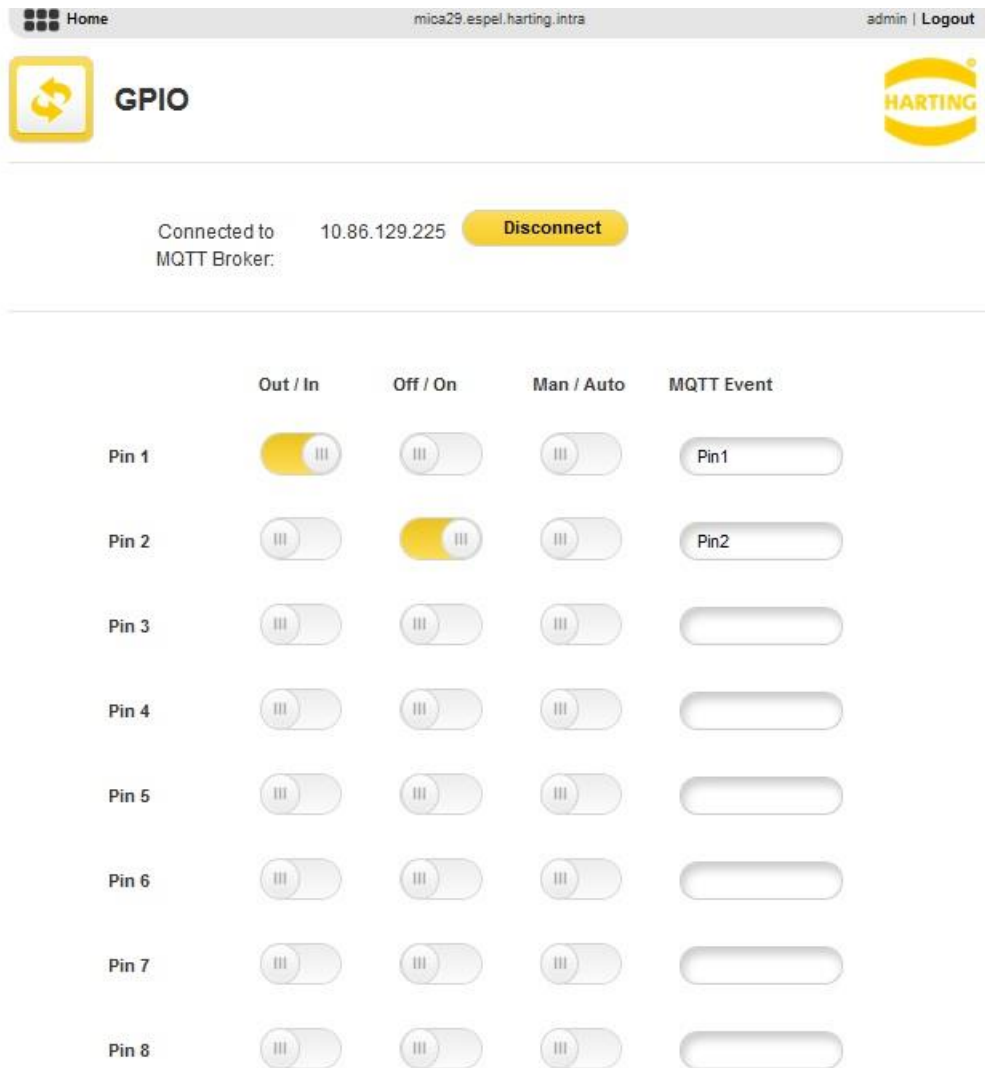 Home mica29.espel.harting.intra admin | Logout
GPIO
HARTING
Connected to 10.86.129.225 Disconnect
MQTT Broker:
Out / In Off / On Man / Auto MQTT Event
Pin 1 Pin1
Pin 2 Pin2
Pin 3
Pin 4
Pin 5
Pin 6
Pin 7
Pin 8